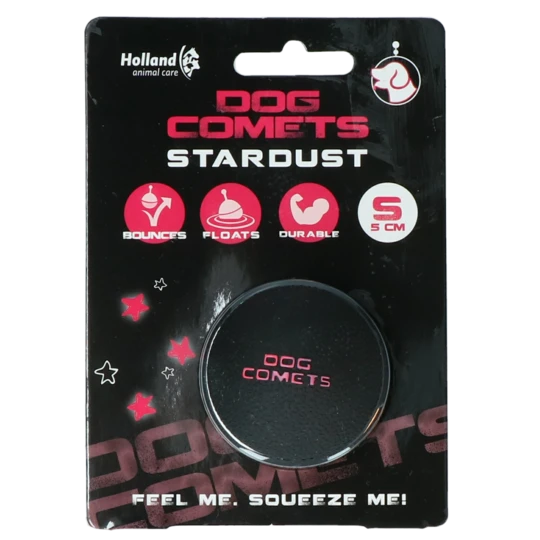 Holland
animal care
DOG
COMETS
STARDUST
BOUNCES
FLOATS
DURABLE
S
5 CM
DOG
COMETS
DOG
COMETS
FEEL ME. SQUEEZE ME!